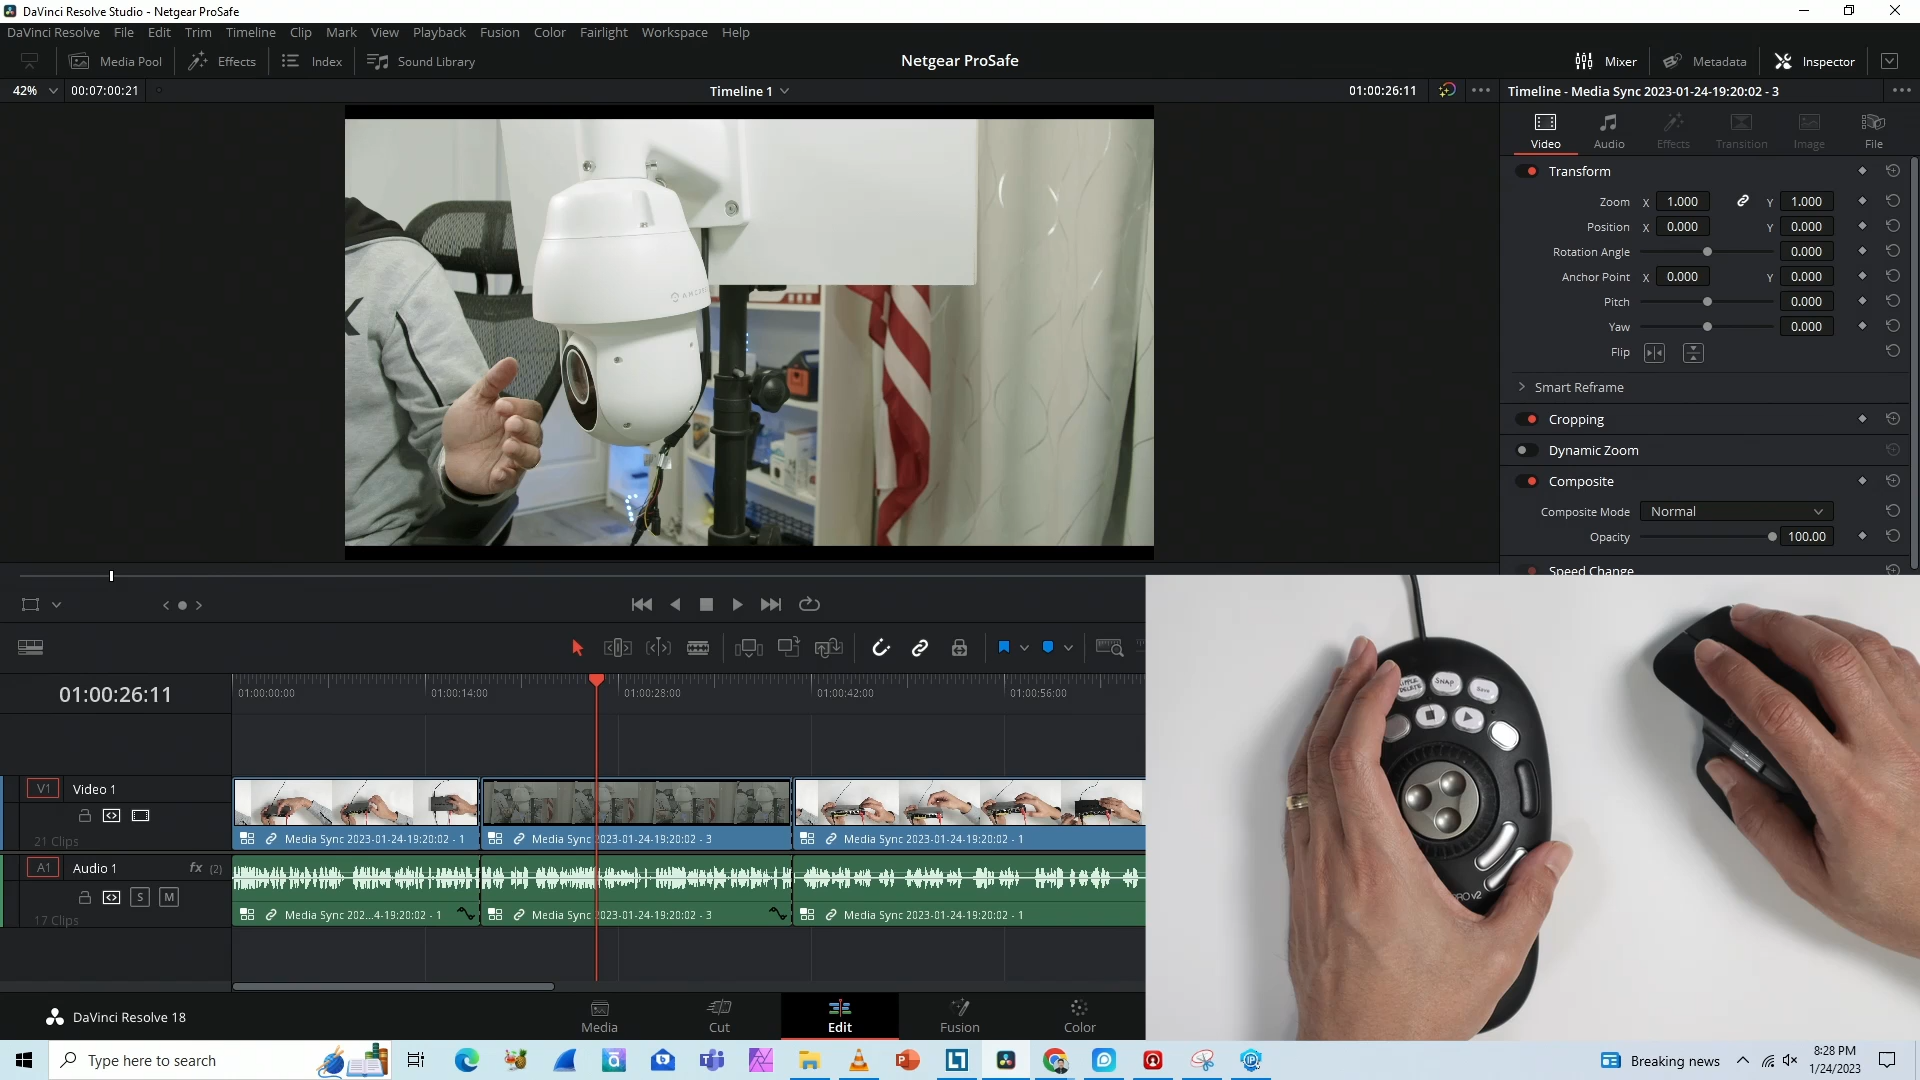 DaVinci Resolve Studio - Netgear ProSafe
DaVinci Resolve File Edit Trim Timeline Clip Mark View Playback Fusion Color Fairlight Workspace Help
Media Pool Effects Index Sound Library Netgear ProSafe Mixer Metadata Inspector
42% 00:07:00:21 Timeline 1 01:00:26:11 Timeline - Media Sync 2023-01-24-19:20:02 - 3
Video Audio Effects Transition Image File
Transform
Zoom X 1.000 Y 1.000
Position X 0.000 Y 0.000
Rotation Angle 0.000
Anchor Point X 0.000 Y 0.000
Pitch 0.000
Yaw 0.000
Flip
Smart Reframe
Cropping
Dynamic Zoom
Composite
Composite Mode Normal
Opacity 100.00
Speed Change
01:00:26:11
01:00:00:00 01:00:14:00 01:00:28:00 01:00:42:00 01:00:56:00
V1 Video 1
21 Clips
Media Sync 2023-01-24-19:20:02 - 1 Media Sync 2023-01-24-19:20:02 - 3 Media Sync 2023-01-24-19:20:02 - 1
A1 Audio 1 fx (2)
S M
17 Clips
Media Sync 202...4-19:20:02 - 1 Media Sync 2023-01-24-19:20:02 - 3 Media Sync 2023-01-24-19:20:02 - 1
DELETE SNAP
PRO v2
DaVinci Resolve 18 Media Cut Edit Fusion Color
Type here to search Breaking news 8:28 PM
1/24/2023